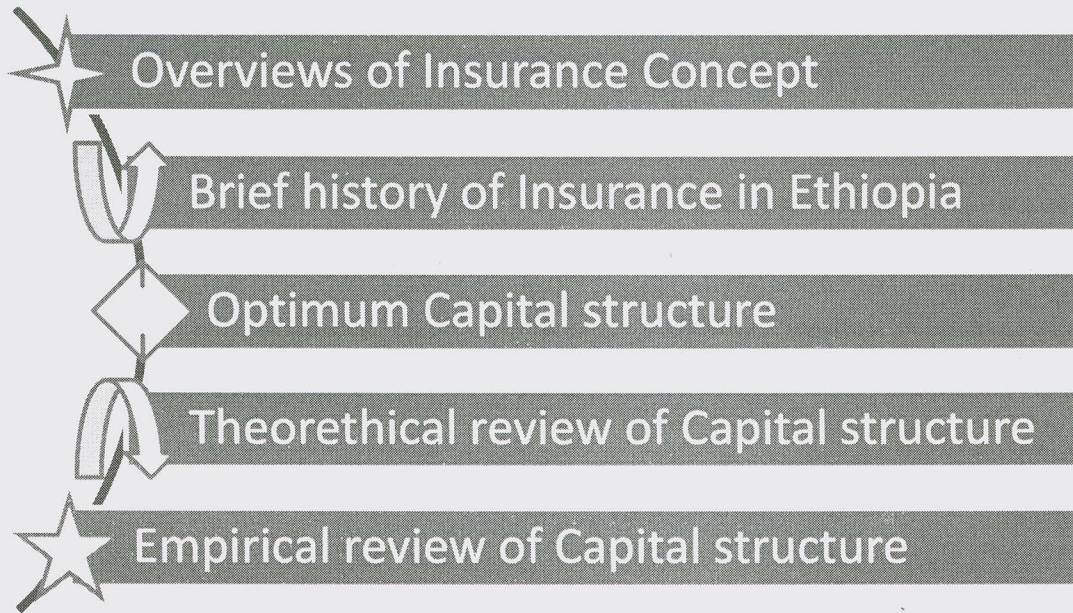 Overviews of Insurance Concept
Brief history of Insurance in Ethiopia
Optimum Capital structure
Theorethical review of Capital structure
Empirical review of Capital structure